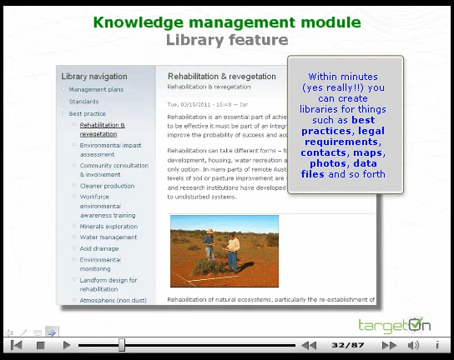 Knowledge management module
Library feature
Library navigation
Management plans
Standards
Best practice
Rehabilitation &
revegetation
Environmental impact
assessment
Community consultation
& involvement
Cleaner production
Workforce
environmental
awareness training
Minerals exploration
Water management
Acid drainage
Environmental
monitoring
Landform design for
rehabilitation
Atmospheric (non dust)
Rehabilitation & revegetation
Rehabilitation & revegetation
Tue, 03/15/2011 - 15:48 — Ian
Rehabilitation is an essential part of
to be effective it must be part of an
improve the probability of success and
Rehabilitation can take different forms –
development, housing, water recreation
only option. In many parts of remote
levels of soil or pasture improvement are
and research institutions have developed
to undisturbed systems.
Rehabilitation of natural ecosystems, particularly the re-establishment of
Within minutes
(yes really!!) you
can create
libraries for things
such as best
practices, legal
requirements,
contacts, maps,
photos, data
files and so forth
targetOn
32/87